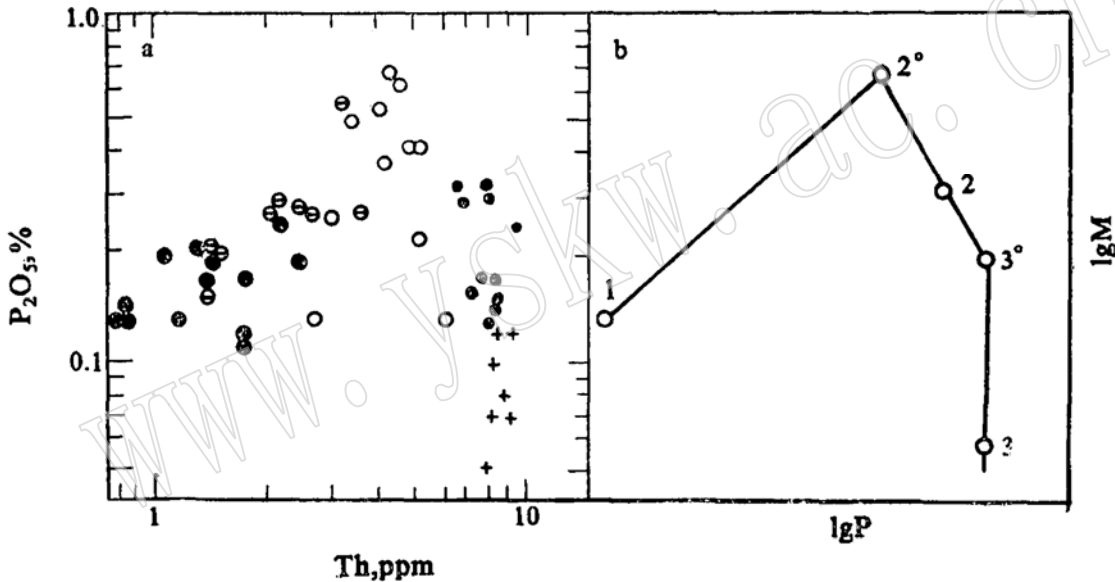 1.0
a
b
P₂O₅, %
0.1
1
10
Th,ppm
1
2°
2
3°
3
lgP
lgM
www.yskw.ac.cn